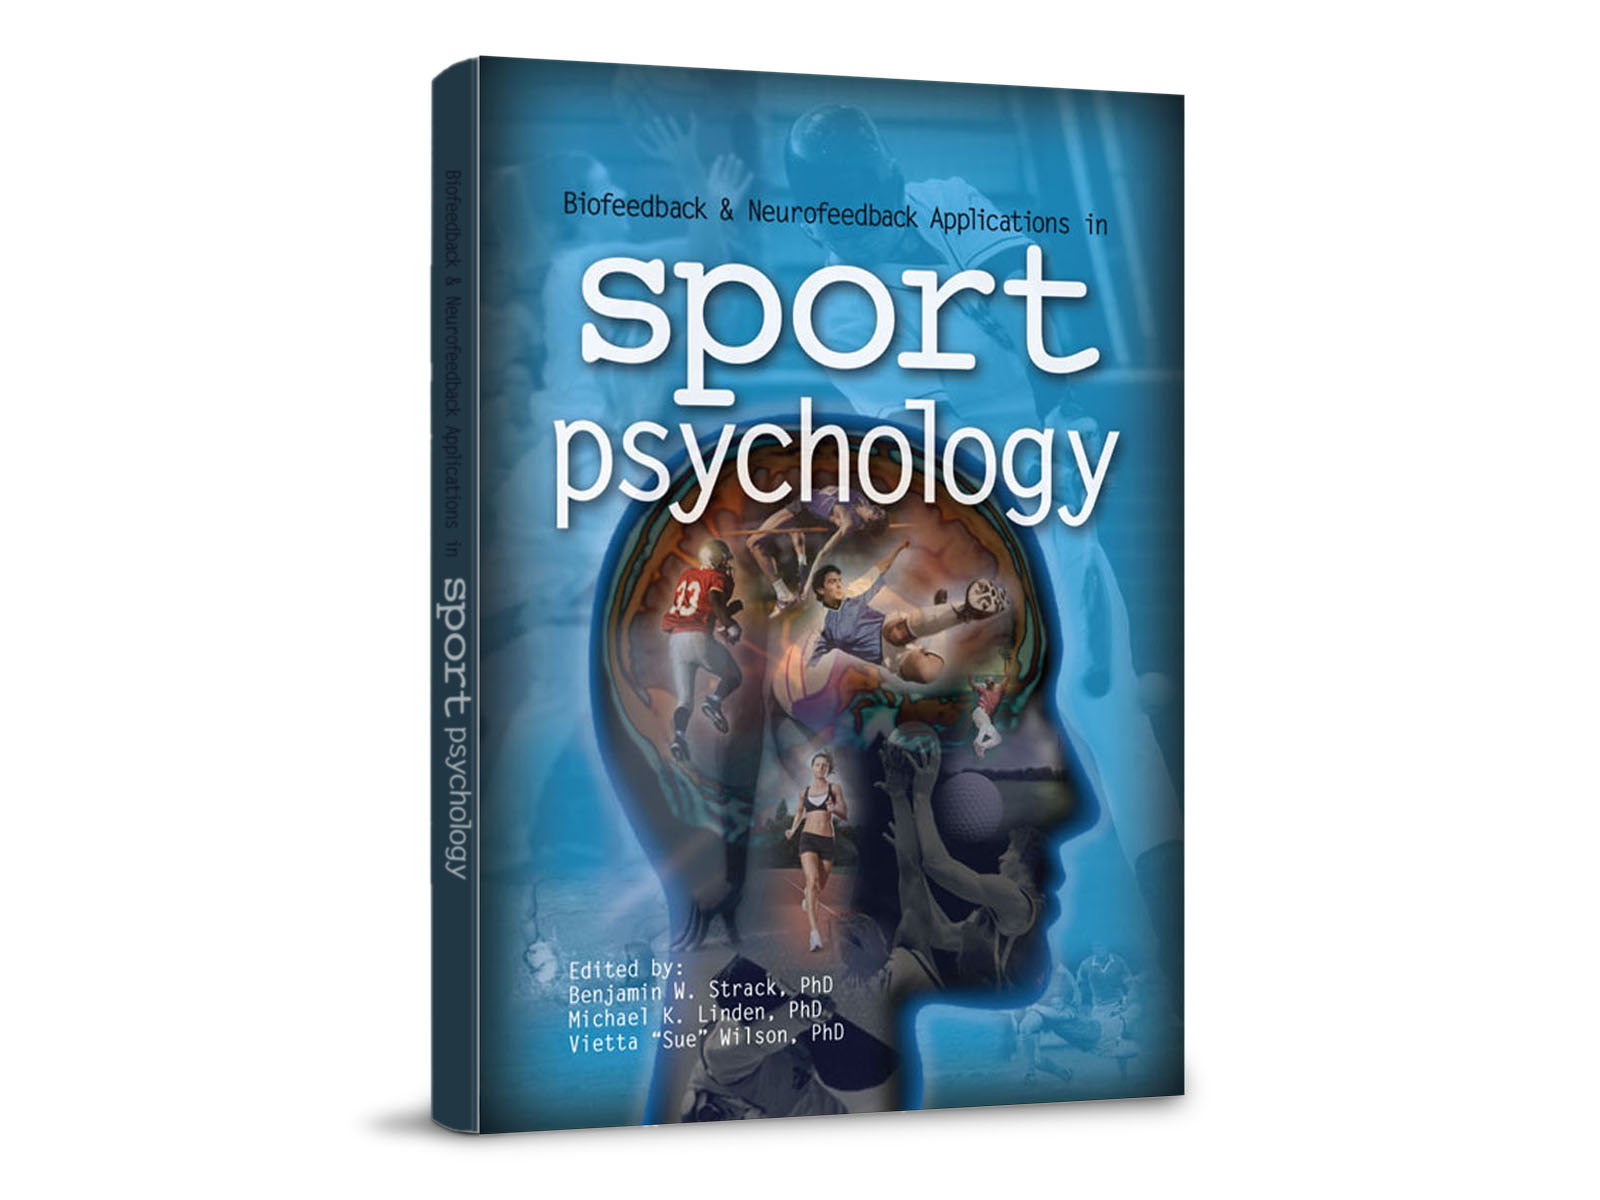 Biofeedback & Neurofeedback Applications in
sport
psychology
Edited by:
Benjamin W. Strack, PhD
Michael K. Linden, PhD
Vietta “Sue” Wilson, PhD
Biofeedback & Neurofeedback Applications in sport psychology
33